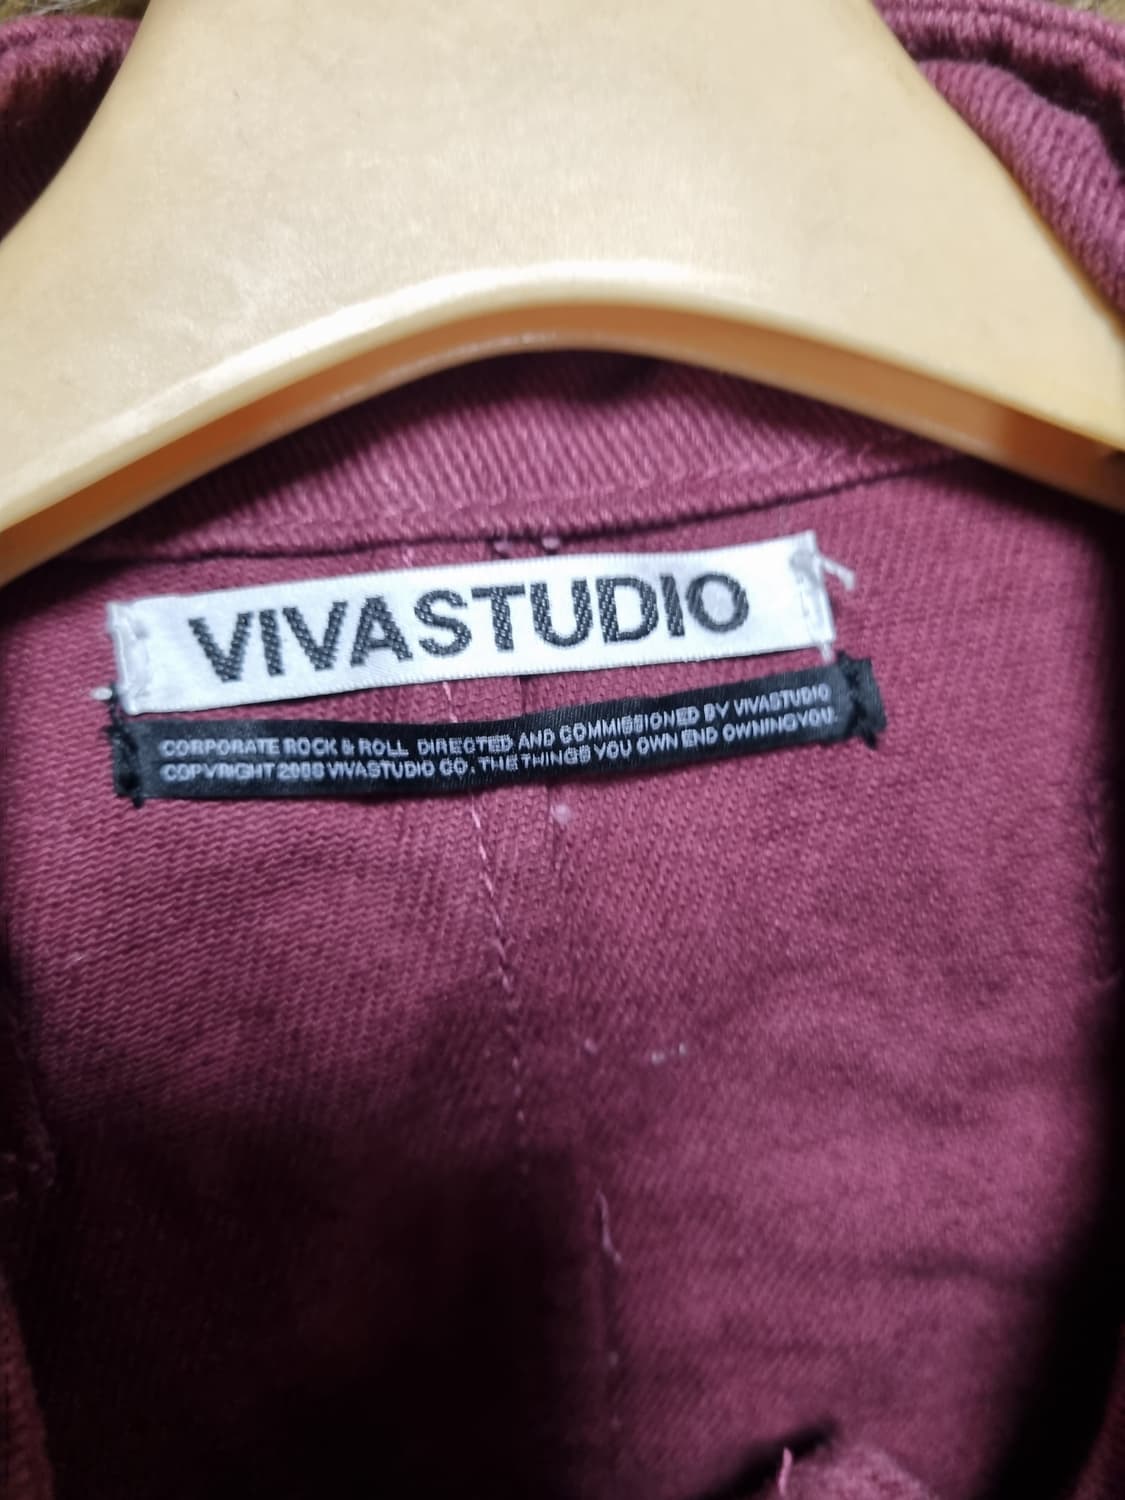 VIVASTUDIO
CORPORATE ROCK & ROLL DIRECTED AND COMMISSIONED BY VIVASTUDIO
COPYRIGHT VIVASTUDIO CO. THE THINGS YOU OWN END OWNING YOU.